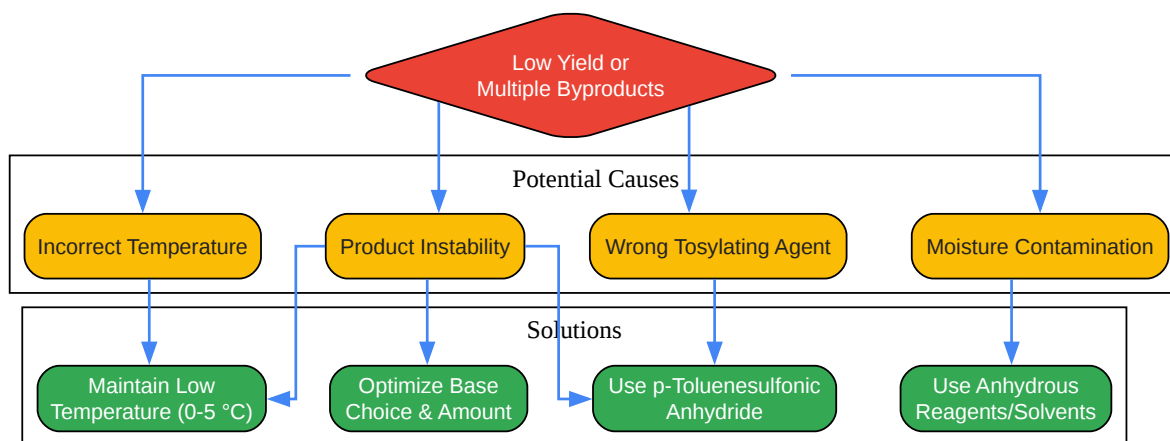 Low Yield or
Multiple Byproducts
Potential Causes
Incorrect Temperature
Product Instability
Wrong Tosylating Agent
Moisture Contamination
Solutions
Maintain Low
Temperature (0-5 °C)
Optimize Base
Choice & Amount
Use p-Toluenesulfonic
Anhydride
Use Anhydrous
Reagents/Solvents